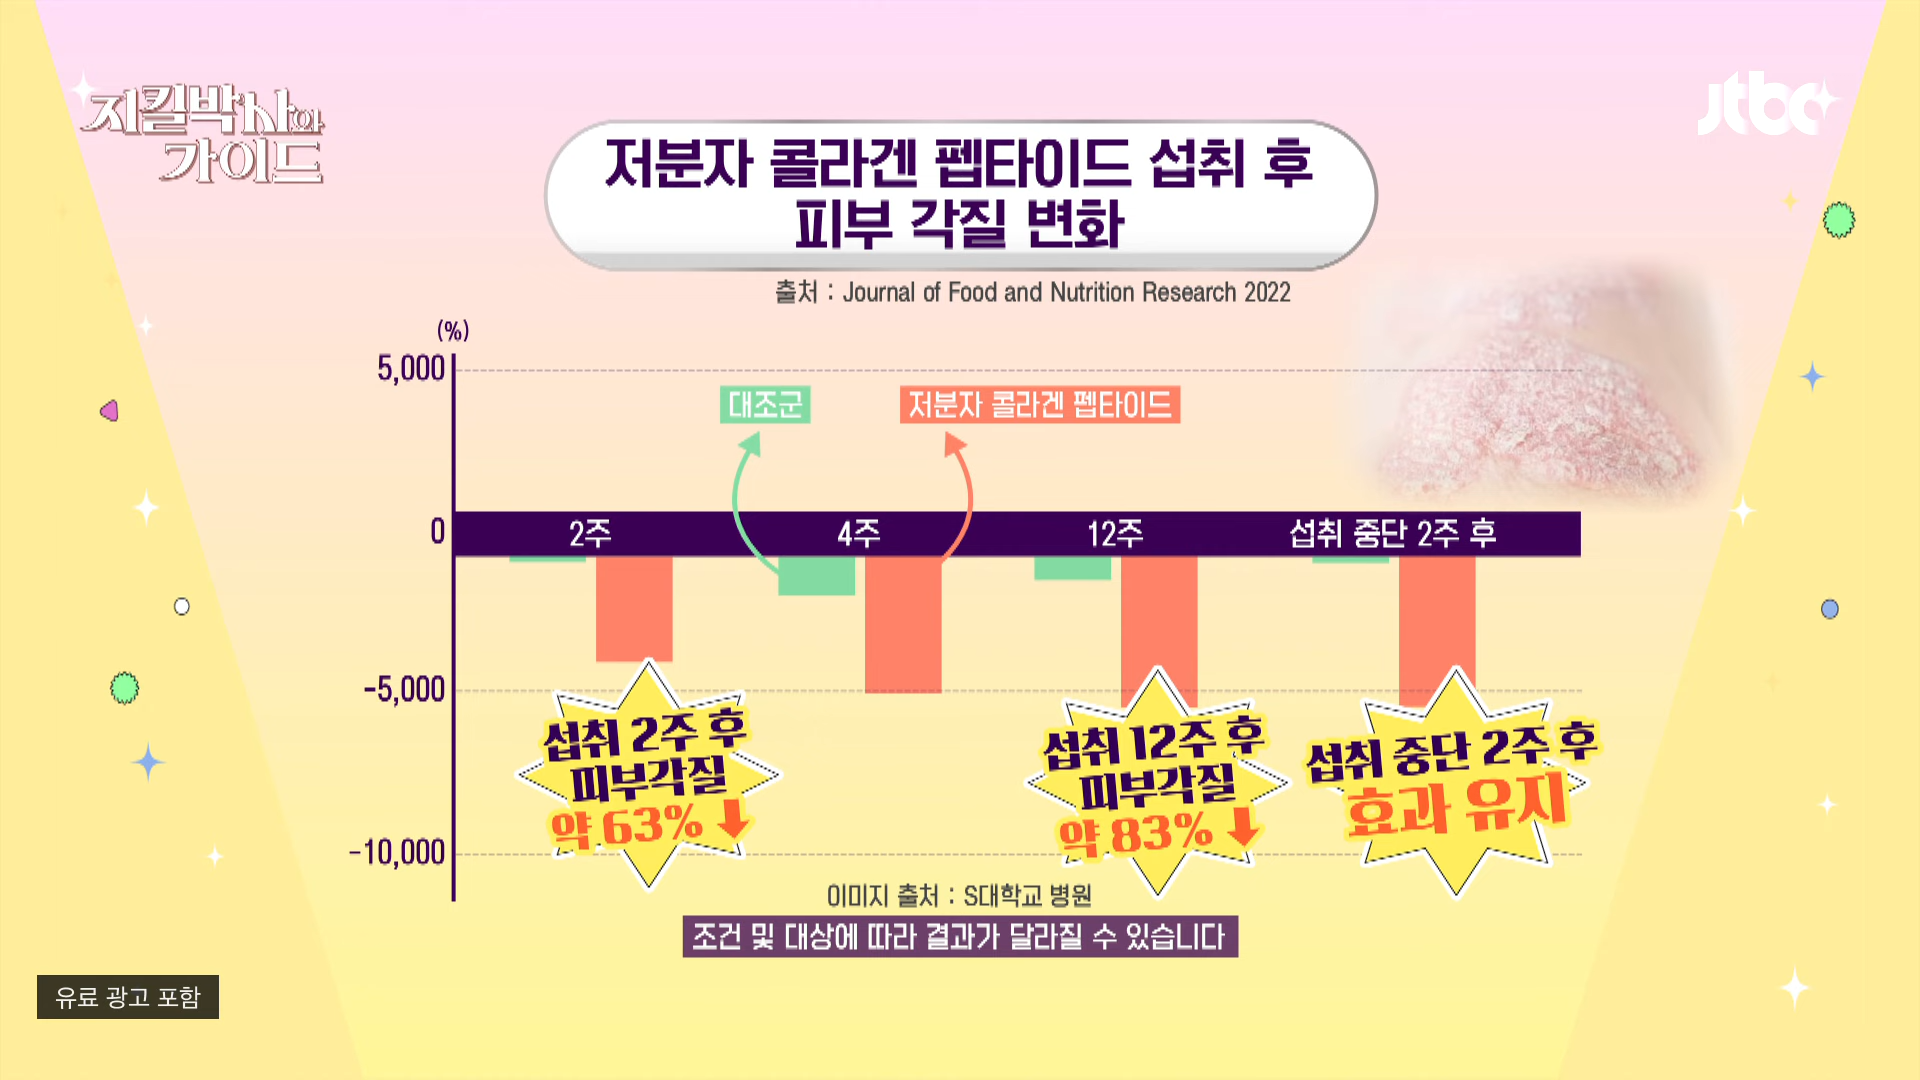 지킬박사와
가이드
jtbc
저분자 콜라겐 펩타이드 섭취 후
피부 각질 변화
출처 : Journal of Food and Nutrition Research 2022
(%)
5,000
대조군
저분자 콜라겐 펩타이드
0
2주
4주
12주
섭취 중단 2주 후
-5,000
섭취 2주 후
피부각질
약 63%
섭취 12주 후
피부각질
약 83%
섭취 중단 2주 후
효과 유지
-10,000
이미지 출처 : S대학교 병원
조건 및 대상에 따라 결과가 달라질 수 있습니다
유료 광고 포함